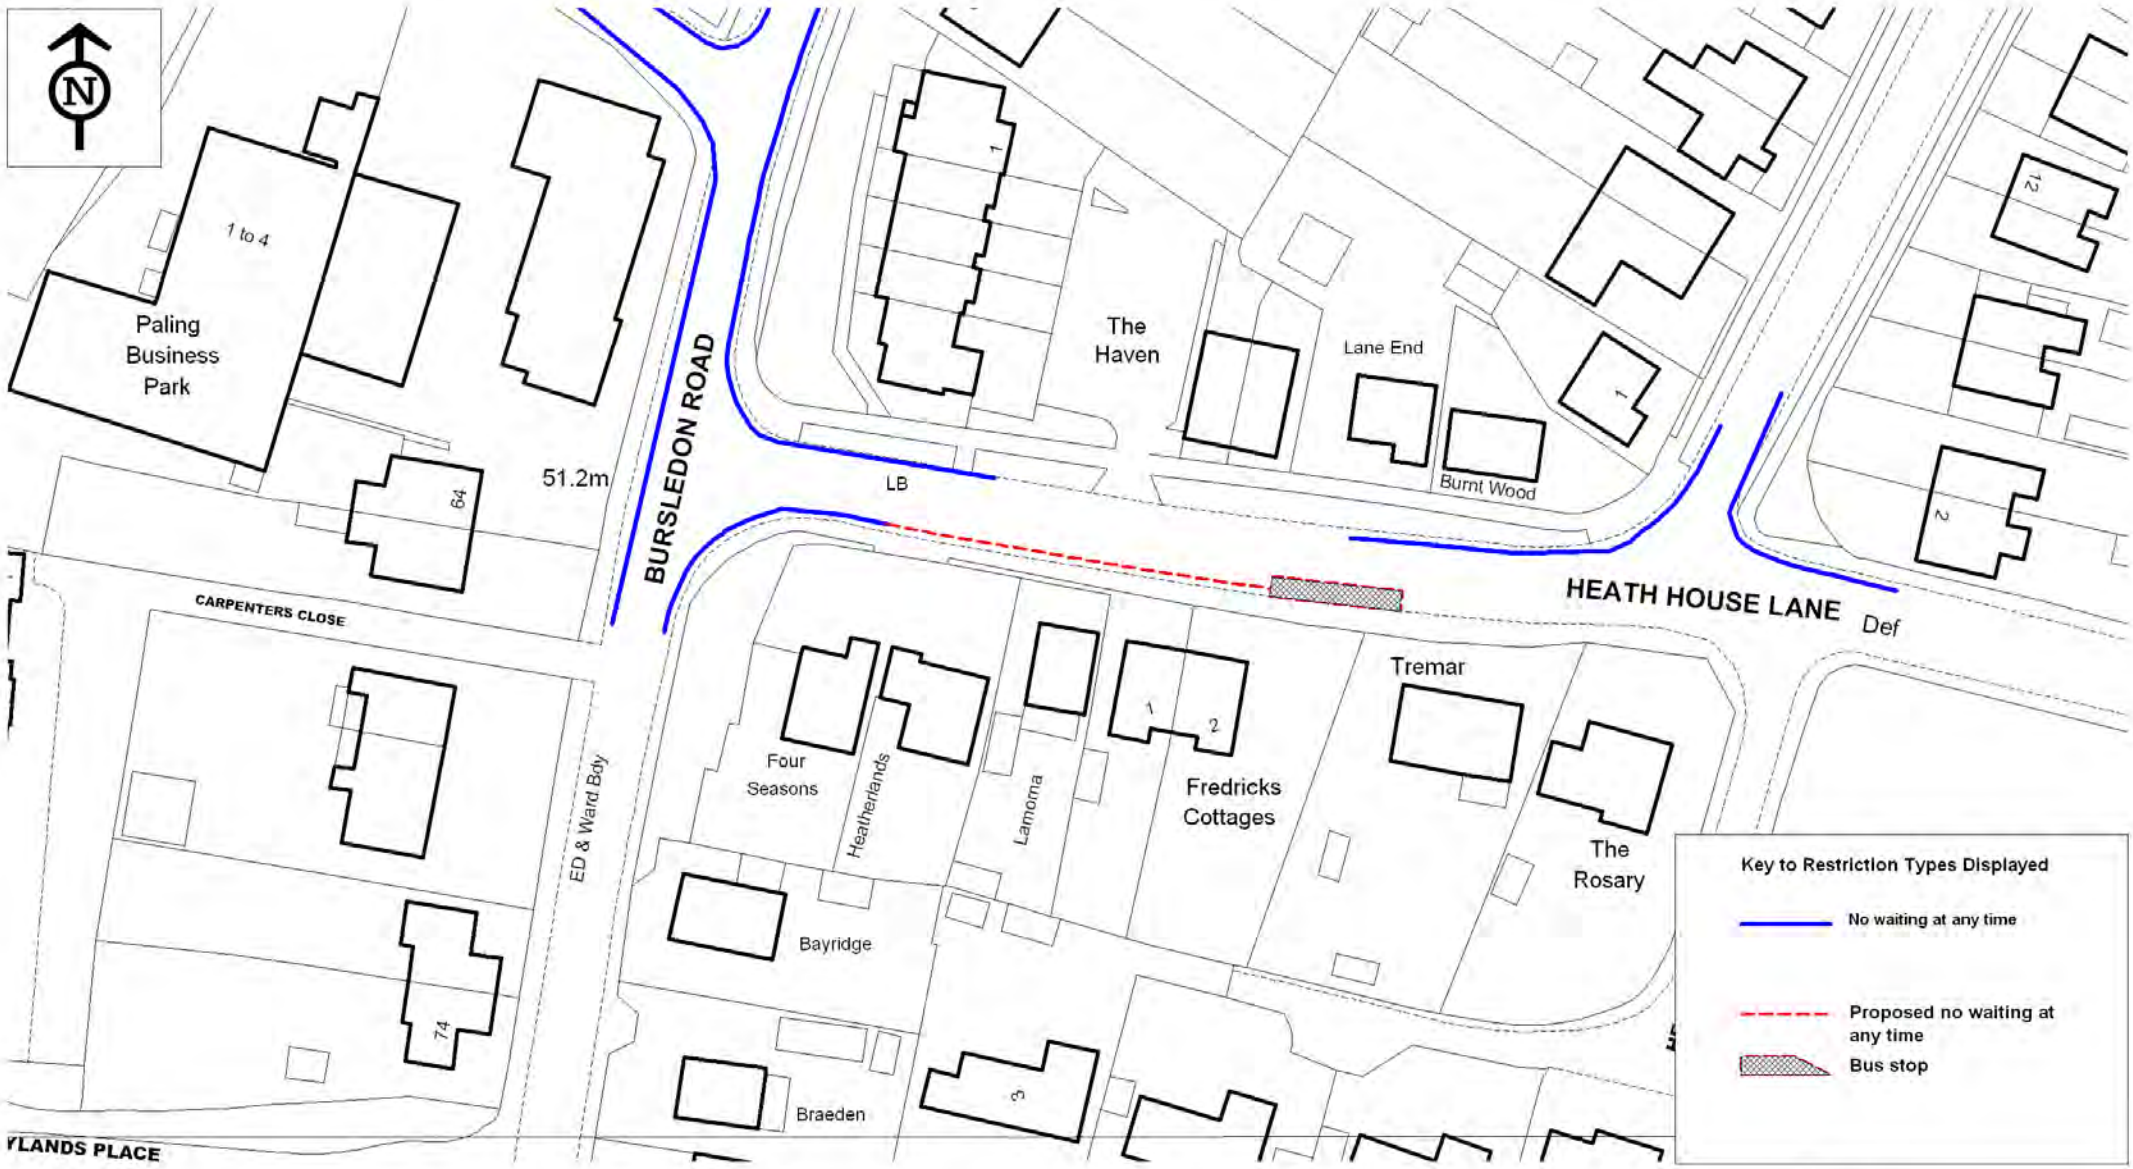 N
1
12
1 to 4
The
Haven
Lane End
Paling
Business
Park
1
BURSLEDON ROAD
51.2m
64
LB
Burnt Wood
2
HEATH HOUSE LANE
Def
CARPENTERS CLOSE
Tremar
1
2
Four
Seasons
Heatherlands
Lamorna
Fredricks
Cottages
The
Rosary
ED & Ward Bdy
Bayridge
74
3
Braeden
YLANDS PLACE
Key to Restriction Types Displayed
No waiting at any time
Proposed no waiting at
any time
Bus stop